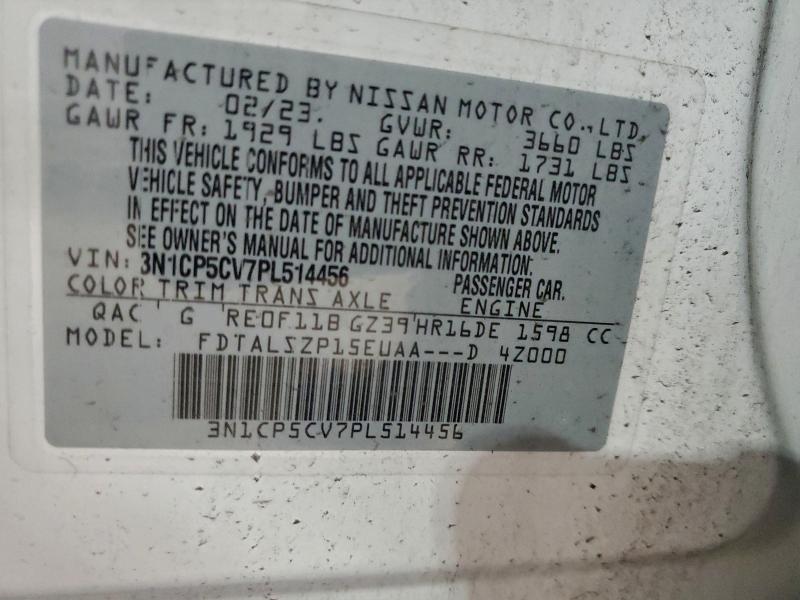 MANUFACTURED BY NISSAN MOTOR CO., LTD.
DATE: 02/23. GVWR: 3660 LBS
GAWR FR: 1929 LBS GAWR RR: 1731 LBS
THIS VEHICLE CONFORMS TO ALL APPLICABLE FEDERAL MOTOR
VEHICLE SAFETY, BUMPER AND THEFT PREVENTION STANDARDS
IN EFFECT ON THE DATE OF MANUFACTURE SHOWN ABOVE.
SEE OWNER'S MANUAL FOR ADDITIONAL INFORMATION.
VIN: 3N1CP5CV7PL514456 PASSENGER CAR.
COLOR TRIM TRANS AXLE ENGINE
QAC G RE0F11B GZ39 HR16DE 1598 CC
MODEL: FDTALSZP15EUAA---D 4Z000
3N1CP5CV7PL514456